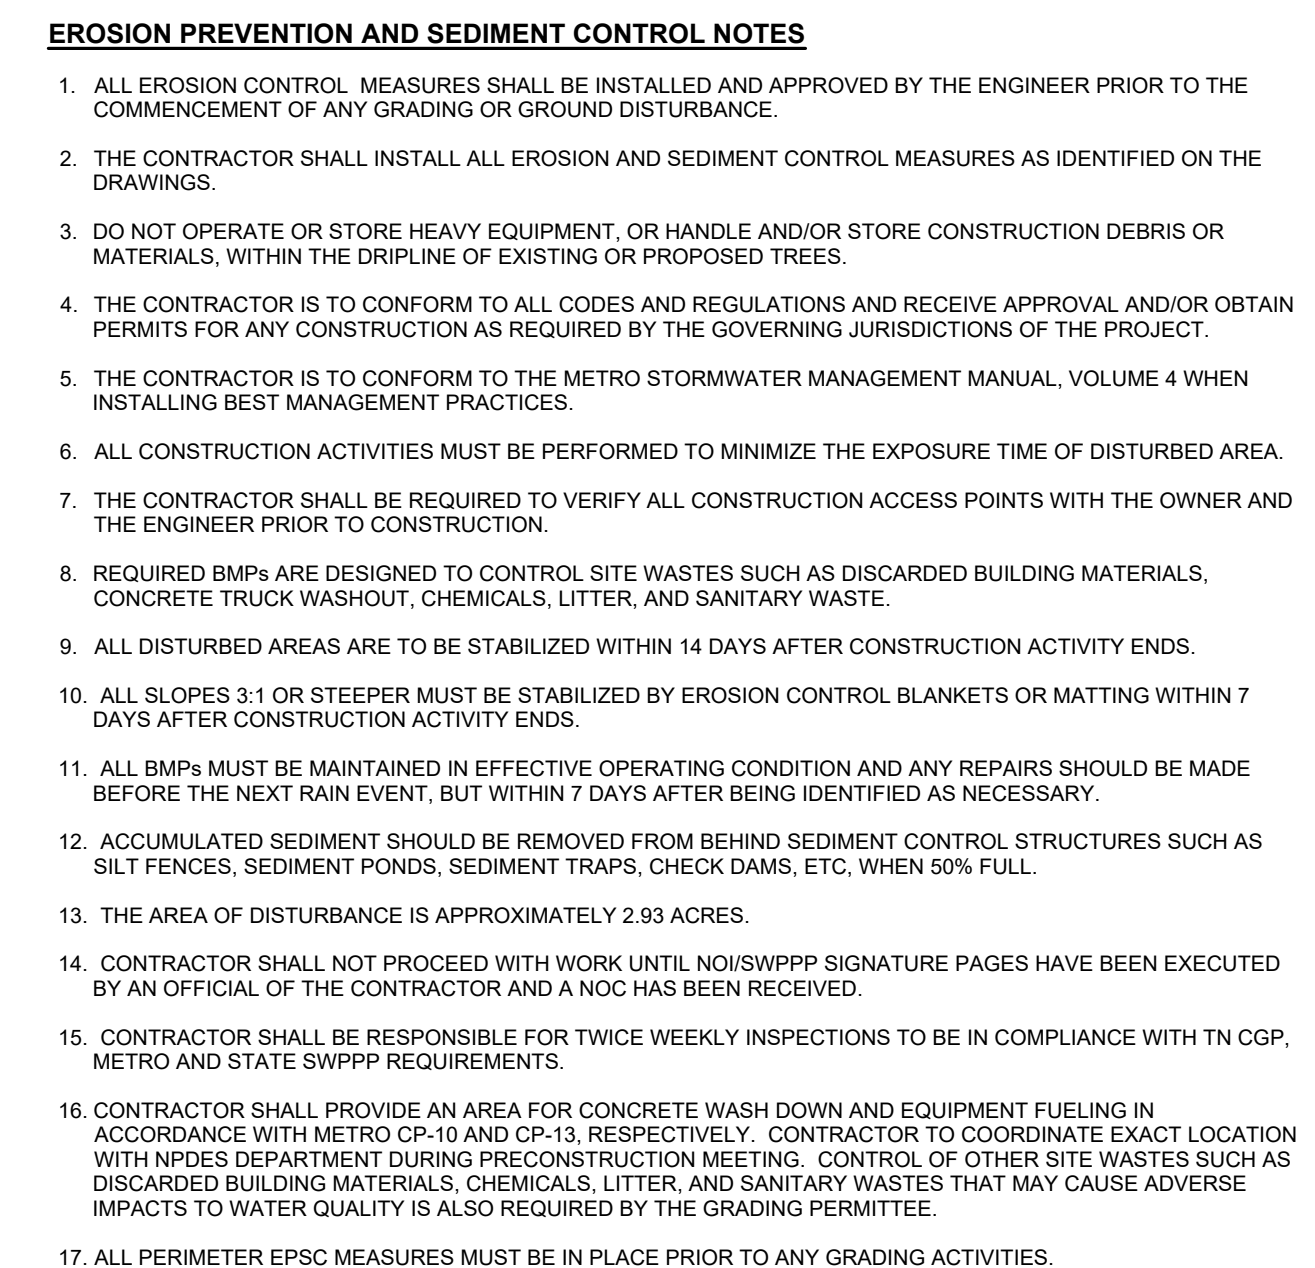 EROSION PREVENTION AND SEDIMENT CONTROL NOTES
1. ALL EROSION CONTROL MEASURES SHALL BE INSTALLED AND APPROVED BY THE ENGINEER PRIOR TO THE
COMMENCEMENT OF ANY GRADING OR GROUND DISTURBANCE.
2. THE CONTRACTOR SHALL INSTALL ALL EROSION AND SEDIMENT CONTROL MEASURES AS IDENTIFIED ON THE
DRAWINGS.
3. DO NOT OPERATE OR STORE HEAVY EQUIPMENT, OR HANDLE AND/OR STORE CONSTRUCTION DEBRIS OR
MATERIALS, WITHIN THE DRIPLINE OF EXISTING OR PROPOSED TREES.
4. THE CONTRACTOR IS TO CONFORM TO ALL CODES AND REGULATIONS AND RECEIVE APPROVAL AND/OR OBTAIN
PERMITS FOR ANY CONSTRUCTION AS REQUIRED BY THE GOVERNING JURISDICTIONS OF THE PROJECT.
5. THE CONTRACTOR IS TO CONFORM TO THE METRO STORMWATER MANAGEMENT MANUAL, VOLUME 4 WHEN
INSTALLING BEST MANAGEMENT PRACTICES.
6. ALL CONSTRUCTION ACTIVITIES MUST BE PERFORMED TO MINIMIZE THE EXPOSURE TIME OF DISTURBED AREA.
7. THE CONTRACTOR SHALL BE REQUIRED TO VERIFY ALL CONSTRUCTION ACCESS POINTS WITH THE OWNER AND
THE ENGINEER PRIOR TO CONSTRUCTION.
8. REQUIRED BMPs ARE DESIGNED TO CONTROL SITE WASTES SUCH AS DISCARDED BUILDING MATERIALS,
CONCRETE TRUCK WASHOUT, CHEMICALS, LITTER, AND SANITARY WASTE.
9. ALL DISTURBED AREAS ARE TO BE STABILIZED WITHIN 14 DAYS AFTER CONSTRUCTION ACTIVITY ENDS.
10. ALL SLOPES 3:1 OR STEEPER MUST BE STABILIZED BY EROSION CONTROL BLANKETS OR MATTING WITHIN 7
DAYS AFTER CONSTRUCTION ACTIVITY ENDS.
11. ALL BMPs MUST BE MAINTAINED IN EFFECTIVE OPERATING CONDITION AND ANY REPAIRS SHOULD BE MADE
BEFORE THE NEXT RAIN EVENT, BUT WITHIN 7 DAYS AFTER BEING IDENTIFIED AS NECESSARY.
12. ACCUMULATED SEDIMENT SHOULD BE REMOVED FROM BEHIND SEDIMENT CONTROL STRUCTURES SUCH AS
SILT FENCES, SEDIMENT PONDS, SEDIMENT TRAPS, CHECK DAMS, ETC, WHEN 50% FULL.
13. THE AREA OF DISTURBANCE IS APPROXIMATELY 2.93 ACRES.
14. CONTRACTOR SHALL NOT PROCEED WITH WORK UNTIL NOI/SWPPP SIGNATURE PAGES HAVE BEEN EXECUTED
BY AN OFFICIAL OF THE CONTRACTOR AND A NOC HAS BEEN RECEIVED.
15. CONTRACTOR SHALL BE RESPONSIBLE FOR TWICE WEEKLY INSPECTIONS TO BE IN COMPLIANCE WITH TN CGP,
METRO AND STATE SWPPP REQUIREMENTS.
16. CONTRACTOR SHALL PROVIDE AN AREA FOR CONCRETE WASH DOWN AND EQUIPMENT FUELING IN
ACCORDANCE WITH METRO CP-10 AND CP-13, RESPECTIVELY. CONTRACTOR TO COORDINATE EXACT LOCATION
WITH NPDES DEPARTMENT DURING PRECONSTRUCTION MEETING. CONTROL OF OTHER SITE WASTES SUCH AS
DISCARDED BUILDING MATERIALS, CHEMICALS, LITTER, AND SANITARY WASTES THAT MAY CAUSE ADVERSE
IMPACTS TO WATER QUALITY IS ALSO REQUIRED BY THE GRADING PERMITTEE.
17. ALL PERIMETER EPSC MEASURES MUST BE IN PLACE PRIOR TO ANY GRADING ACTIVITIES.